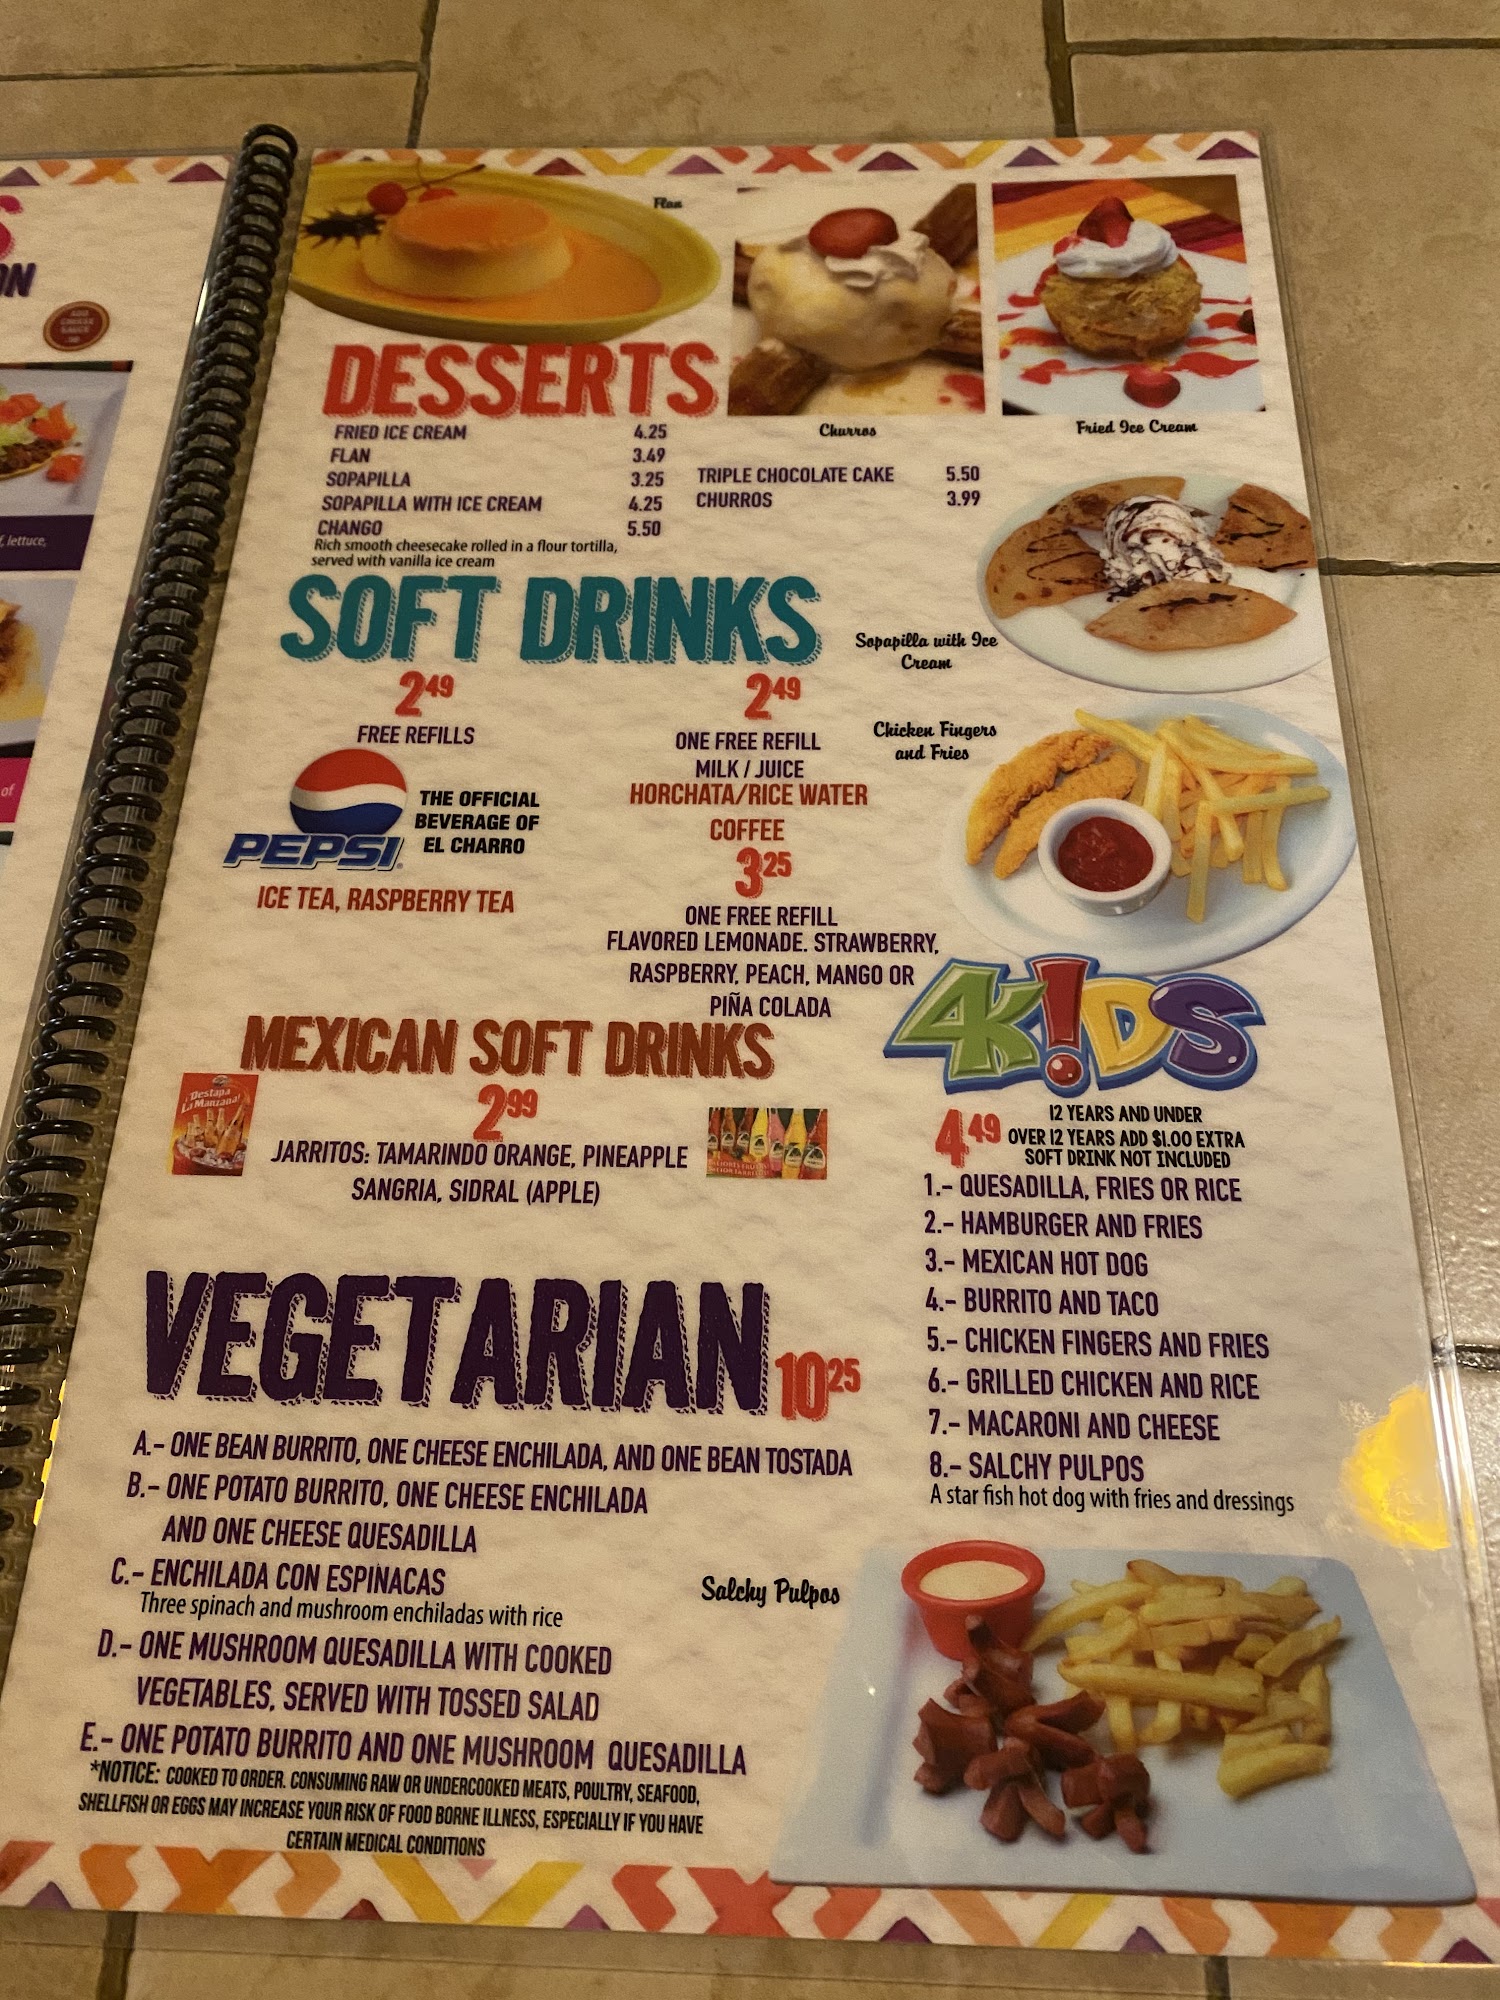 S
ON
ADD
CHEESE
SAUCE
f, lettuce,
of
Flan
DESSERTS
FRIED ICE CREAM 4.25
FLAN 3.49
SOPAPILLA 3.25
SOPAPILLA WITH ICE CREAM 4.25
CHANGO 5.50
Rich smooth cheesecake rolled in a flour tortilla,
served with vanilla ice cream
Churros
Fried Ice Cream
TRIPLE CHOCOLATE CAKE 5.50
CHURROS 3.99
Sopapilla with Ice
Cream
SOFT DRINKS
2.49
FREE REFILLS
PEPSI
THE OFFICIAL
BEVERAGE OF
EL CHARRO
ICE TEA, RASPBERRY TEA
2.49
ONE FREE REFILL
MILK / JUICE
HORCHATA/RICE WATER
COFFEE
3.25
ONE FREE REFILL
FLAVORED LEMONADE. STRAWBERRY,
RASPBERRY, PEACH, MANGO OR
PIÑA COLADA
Chicken Fingers
and Fries
MEXICAN SOFT DRINKS
2.99
¡Destapa
La Manzana!
JARRITOS: TAMARINDO ORANGE, PINEAPPLE
SANGRIA, SIDRAL (APPLE)
4K!DS
4.49
12 YEARS AND UNDER
OVER 12 YEARS ADD $1.00 EXTRA
SOFT DRINK NOT INCLUDED
1.- QUESADILLA, FRIES OR RICE
2.- HAMBURGER AND FRIES
3.- MEXICAN HOT DOG
4.- BURRITO AND TACO
5.- CHICKEN FINGERS AND FRIES
6.- GRILLED CHICKEN AND RICE
7.- MACARONI AND CHEESE
8.- SALCHY PULPOS
A star fish hot dog with fries and dressings
VEGETARIAN 10.25
A.- ONE BEAN BURRITO, ONE CHEESE ENCHILADA, AND ONE BEAN TOSTADA
B.- ONE POTATO BURRITO, ONE CHEESE ENCHILADA
AND ONE CHEESE QUESADILLA
C.- ENCHILADA CON ESPINACAS
Three spinach and mushroom enchiladas with rice
D.- ONE MUSHROOM QUESADILLA WITH COOKED
VEGETABLES, SERVED WITH TOSSED SALAD
E.- ONE POTATO BURRITO AND ONE MUSHROOM QUESADILLA
*NOTICE: COOKED TO ORDER. CONSUMING RAW OR UNDERCOOKED MEATS, POULTRY, SEAFOOD,
SHELLFISH OR EGGS MAY INCREASE YOUR RISK OF FOOD BORNE ILLNESS, ESPECIALLY IF YOU HAVE
CERTAIN MEDICAL CONDITIONS
Salchy Pulpos